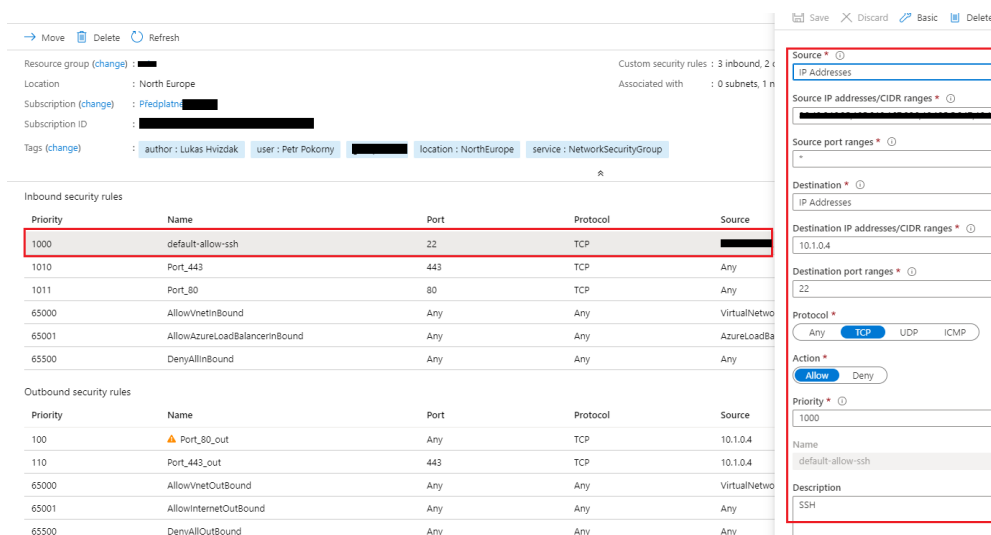 Save Discard Basic Delete
Move Delete Refresh
Resource group (change) :
Location : North Europe
Subscription (change) : Předplatné
Subscription ID :
Tags (change) : author : Lukas Hvizdak user : Petr Pokorny location : NorthEurope service : NetworkSecurityGroup
Custom security rules : 3 inbound, 2
Associated with : 0 subnets, 1 n
Inbound security rules
Priority Name Port Protocol Source
1000 default-allow-ssh 22 TCP
1010 Port_443 443 TCP Any
1011 Port_80 80 TCP Any
65000 AllowVnetInBound Any Any VirtualNetwo
65001 AllowAzureLoadBalancerInBound Any Any AzureLoadBa
65500 DenyAllInBound Any Any Any
Outbound security rules
Priority Name Port Protocol Source
100 Port_80_out Any TCP 10.1.0.4
110 Port_443_out 443 TCP 10.1.0.4
65000 AllowVnetOutBound Any Any VirtualNetwo
65001 AllowInternetOutBound Any Any Any
65500 DenyAllOutBound Any Any Any
Source *
IP Addresses
Source IP addresses/CIDR ranges *
Source port ranges *
*
Destination *
IP Addresses
Destination IP addresses/CIDR ranges *
10.1.0.4
Destination port ranges *
22
Protocol *
Any TCP UDP ICMP
Action *
Allow Deny
Priority *
1000
Name
default-allow-ssh
Description
SSH